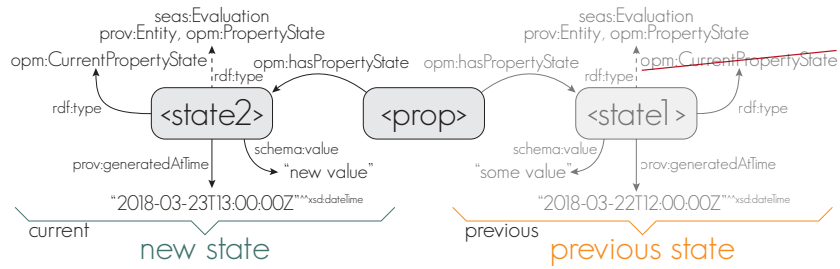 seas:Evaluation
prov:Entity, opm:PropertyState
opm:CurrentPropertyState
rdf:type
rdf:type
<state2>
prov:generatedAtTime
schema:value
"new value"
"2018-03-23T13:00:00Z"^^xsd:dateTime
current
new state
opm:hasPropertyState
<prop>
opm:hasPropertyState
seas:Evaluation
prov:Entity, opm:PropertyState
opm:CurrentPropertyState
rdf:type
rdf:type
<state1>
schema:value
prov:generatedAtTime
"some value"
"2018-03-22T12:00:00Z"^^xsd:dateTime
previous
previous state